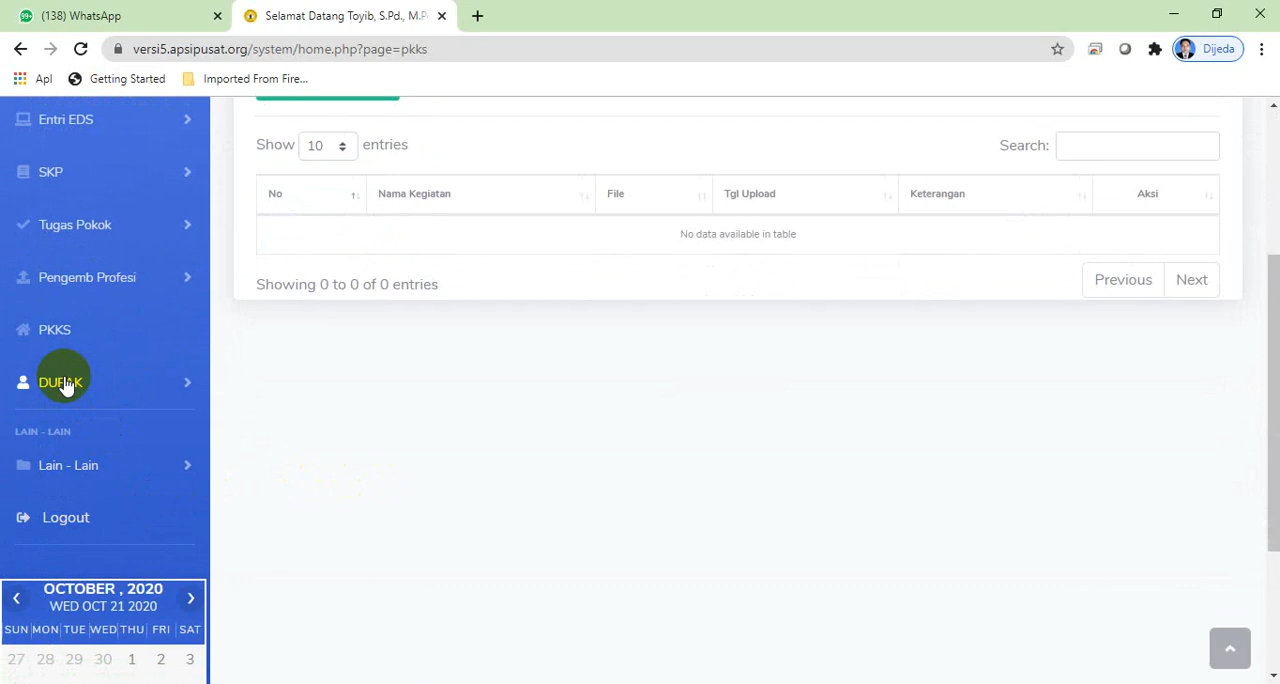 99+ (138) WhatsApp
Selamat Datang Toyib, S.Pd., M.P
versi5.apsipusat.org/system/home.php?page=pkks
Dijeda
Apl
Getting Started
Imported From Fire...
Entri EDS
SKP
Tugas Pokok
Pengemb Profesi
PKKS
DUPAK
LAIN - LAIN
Lain - Lain
Logout
OCTOBER , 2020
WED OCT 21 2020
SUN MON TUE WED THU FRI SAT
27 28 29 30 1 2 3
Show 10 entries
Search:
No Nama Kegiatan File Tgl Upload Keterangan Aksi
No data available in table
Showing 0 to 0 of 0 entries
Previous Next